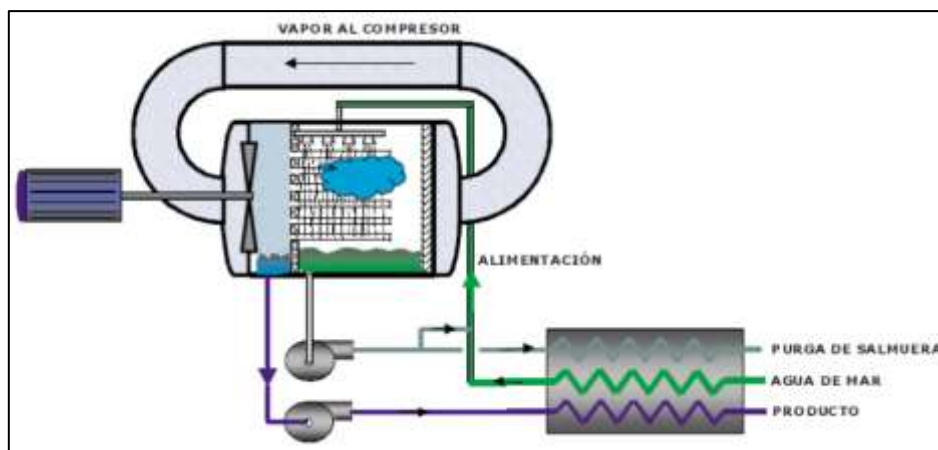 VAPOR AL COMPRESOR
ALIMENTACIÓN
PURGA DE SALMUERA
AGUA DE MAR
PRODUCTO